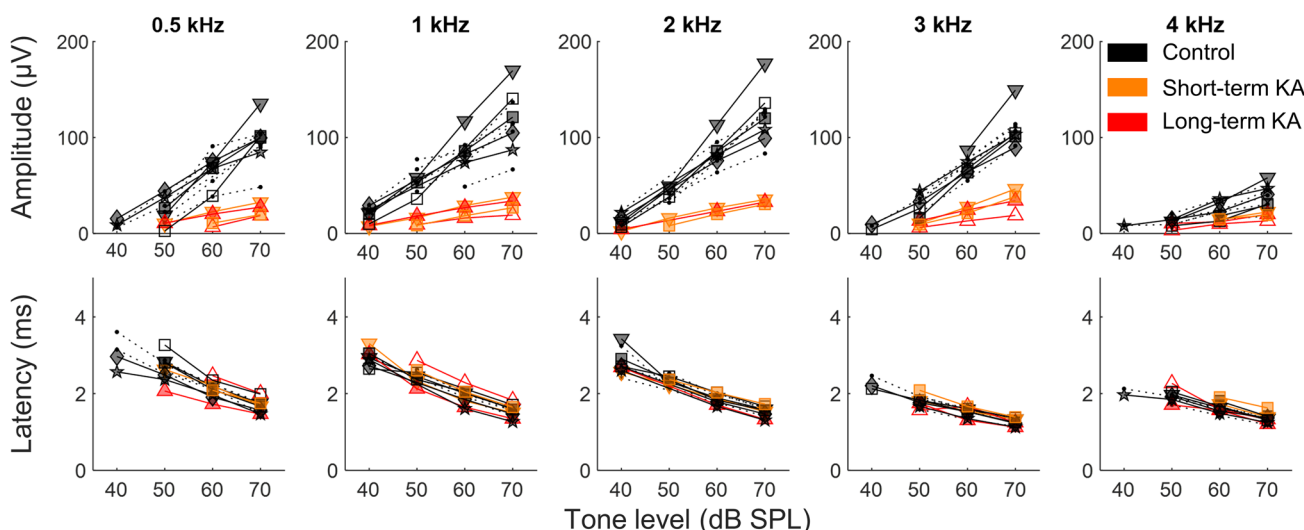 0.5 kHz 1 kHz 2 kHz 3 kHz 4 kHz
Amplitude (µV)
200 200 200 200 200
Control
Short-term KA
Long-term KA
100 100 100 100 100
0 0 0 0 0
40 50 60 70 40 50 60 70 40 50 60 70 40 50 60 70 40 50 60 70
Latency (ms)
4 4 4 4 4
2 2 2 2 2
0 0 0 0 0
40 50 60 70 40 50 60 70 40 50 60 70 40 50 60 70 40 50 60 70
Tone level (dB SPL)